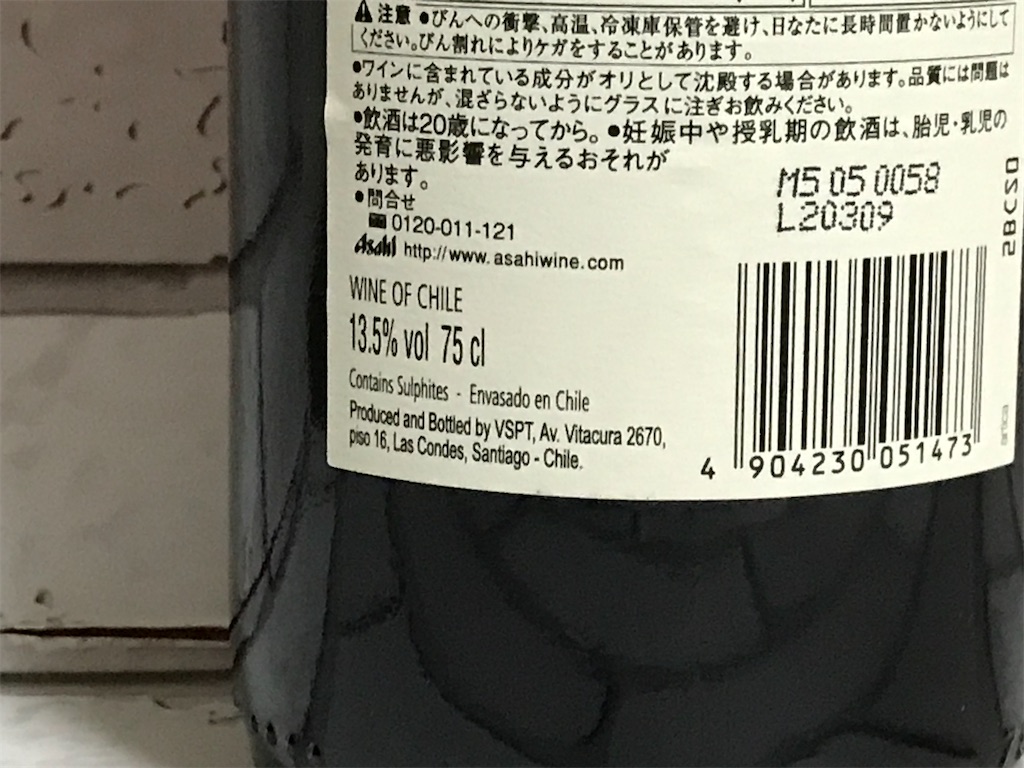 注意 ●びんへの衝撃、高温、冷凍庫保管を避け、日なたに長時間置かないようにして
ください。びん割れによりケガをすることがあります。
●ワインに含まれている成分がオリとして沈殿する場合があります。品質には問題は
ありませんが、混ざらないようにグラスに注ぎお飲みください。
●飲酒は20歳になってから。●妊娠中や授乳期の飲酒は、胎児・乳児の
発育に悪影響を与えるおそれが
あります。
●問合せ
0120-011-121
Asahi http://www.asahiwine.com
M5 05 0058
L20309
2BCSO
WINE OF CHILE
13.5% vol 75 cl
Contains Sulphites - Envasado en Chile
Produced and Bottled by VSPT, Av. Vitacura 2670,
piso 16, Las Condes, Santiago - Chile.
4 904230 051473